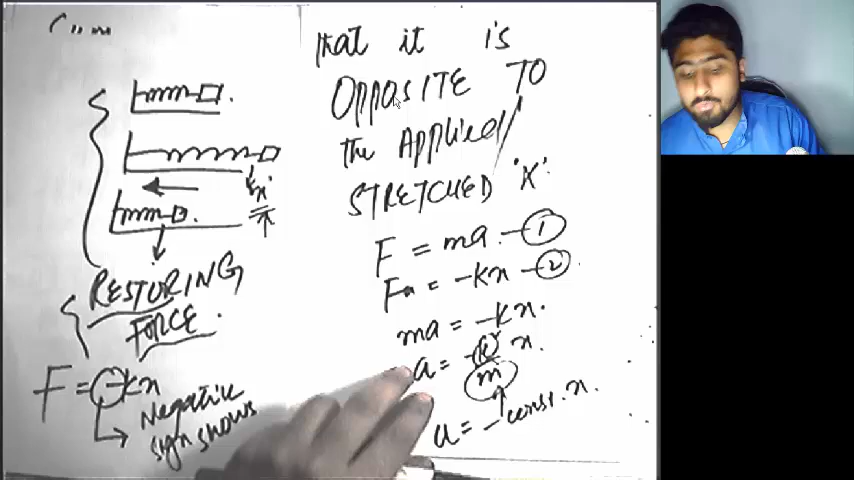 'x'
RESTORING
FORCE.
F = -kx
Negative
sign shows
that it is
OPPOSITE TO
the Applied/
STRETCHED 'X'.
F = ma - 1
= -kx - 2
ma = -kx.
a = -k/m x.
a = -const. x.